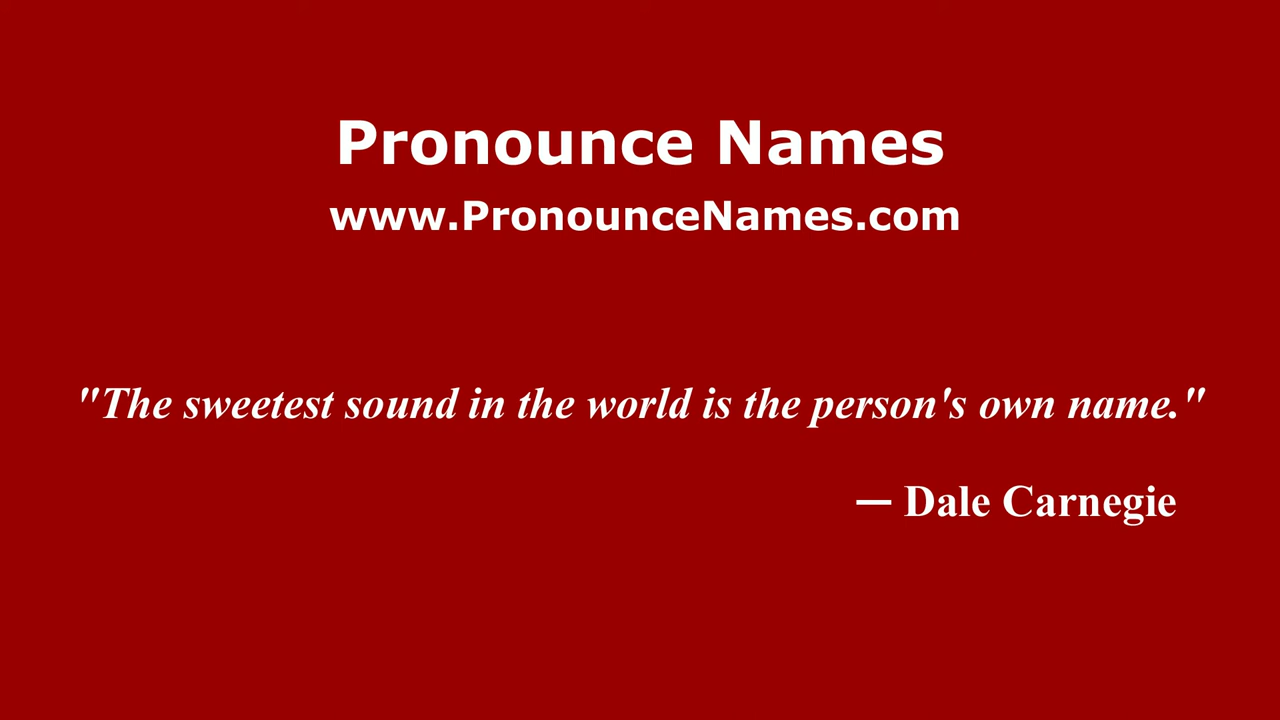 Pronounce Names
www.PronounceNames.com
"The sweetest sound in the world is the person's own name."
— Dale Carnegie